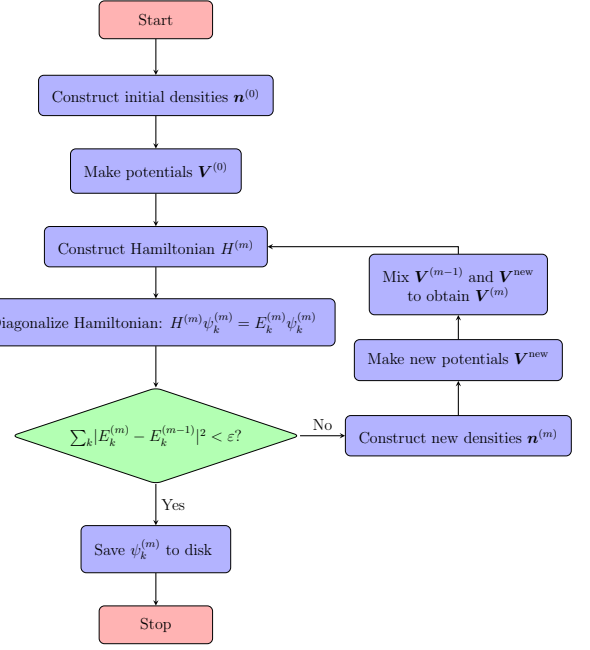 Start
Construct initial densities n⁽⁰⁾
Make potentials V⁽⁰⁾
Construct Hamiltonian H⁽ᵐ⁾
Mix V⁽ᵐ⁻¹⁾ and Vⁿᵉʷ
to obtain V⁽ᵐ⁾
iagonalize Hamiltonian: H⁽ᵐ⁾ψₖ⁽ᵐ⁾ = Eₖ⁽ᵐ⁾ψₖ⁽ᵐ⁾
Make new potentials Vⁿᵉʷ
∑ₖ|Eₖ⁽ᵐ⁾ − Eₖ⁽ᵐ⁻¹⁾|² < ε?
No
Construct new densities n⁽ᵐ⁾
Yes
Save ψₖ⁽ᵐ⁾ to disk
Stop